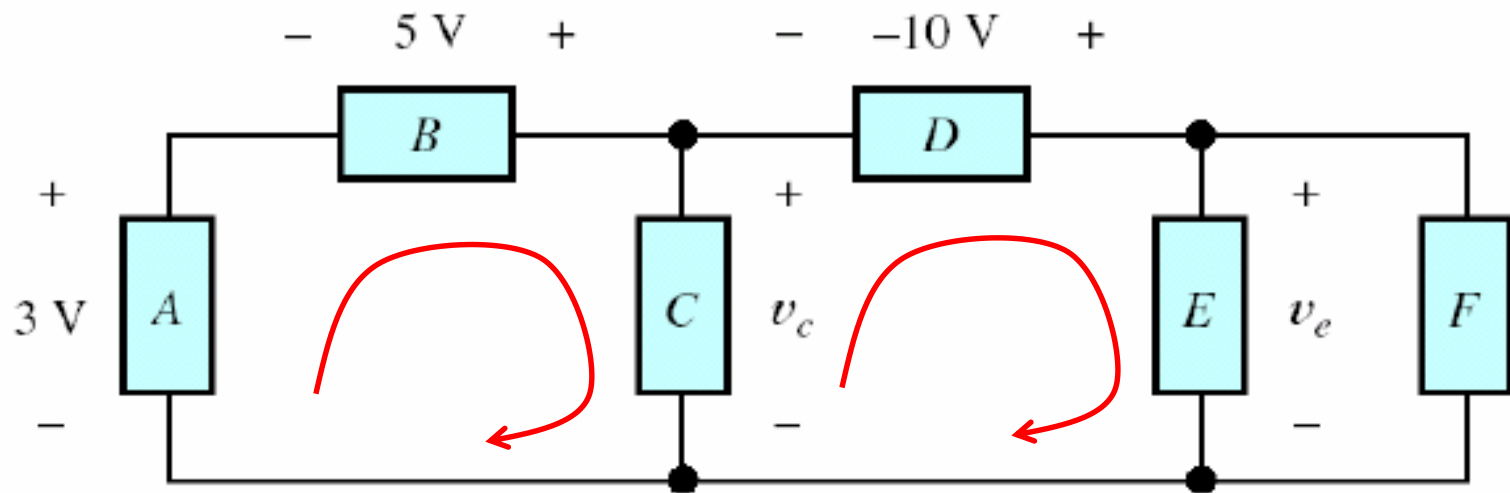 − 5 V + − −10 V +
B D
+ + +
3 V A C v_c E v_e F
− − −